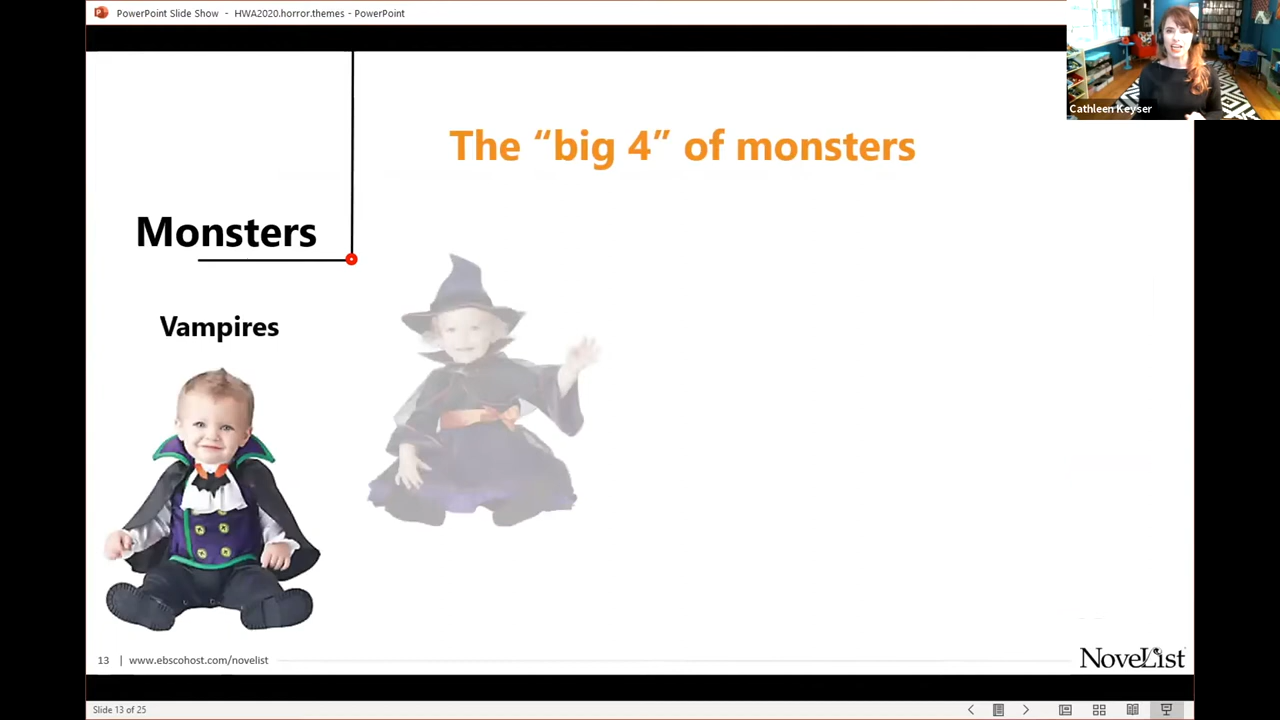 PowerPoint Slide Show - HWA2020.horror.themes - PowerPoint
Cathleen Keyser
The “big 4” of monsters
Monsters
Vampires
13 | www.ebscohost.com/novelist
NoveList
Slide 13 of 25